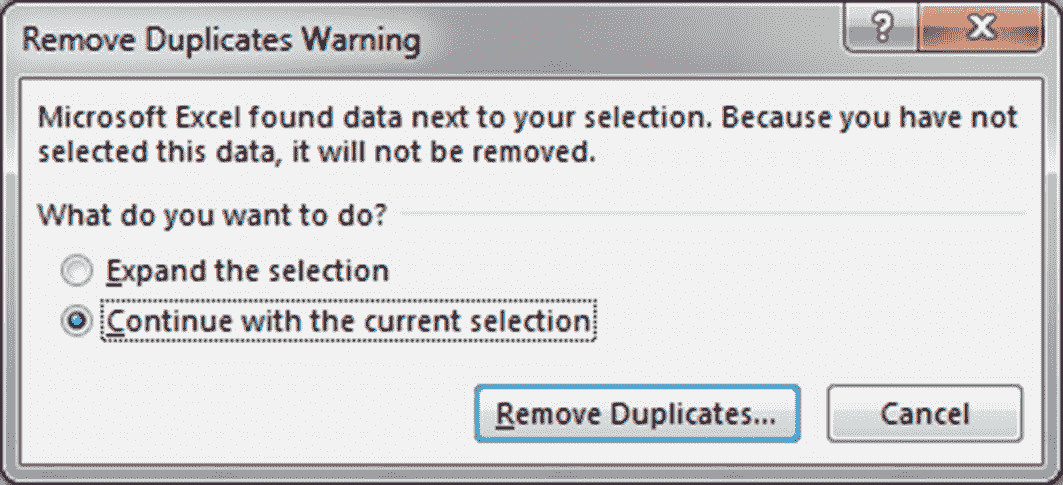 Remove Duplicates Warning
?
X
Microsoft Excel found data next to your selection. Because you have not
selected this data, it will not be removed.
What do you want to do?
Expand the selection
Continue with the current selection
Remove Duplicates... Cancel